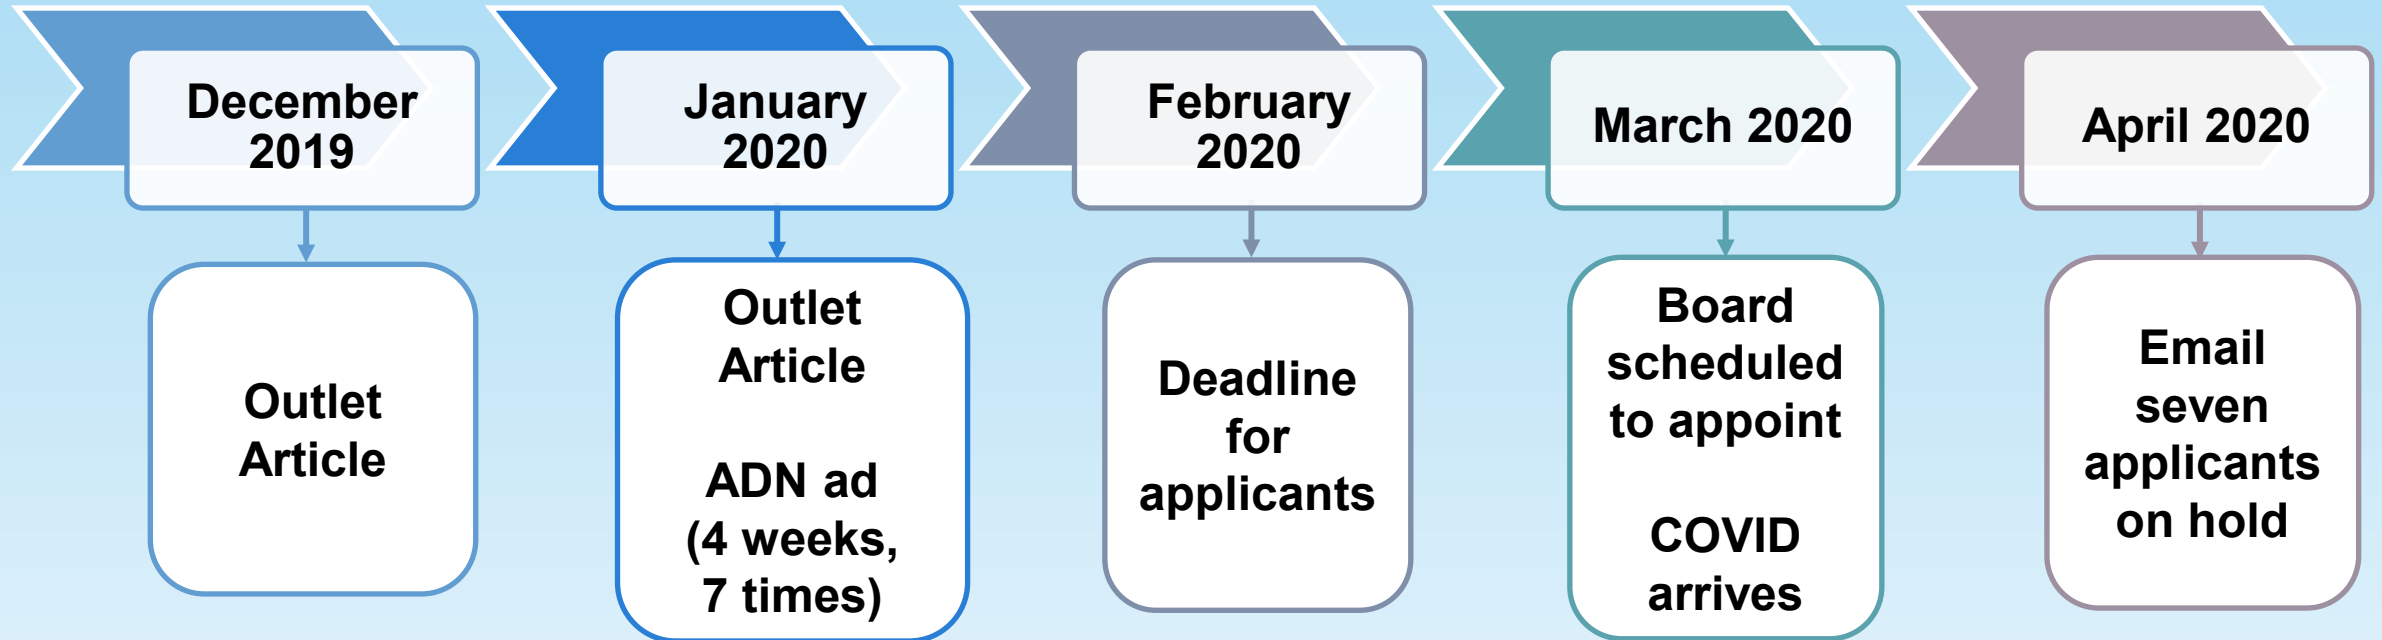 December
2019
January
2020
February
2020
March 2020
April 2020
Outlet
Article
Outlet
Article
ADN ad
(4 weeks,
7 times)
Deadline
for
applicants
Board
scheduled
to appoint
COVID
arrives
Email
seven
applicants
on hold